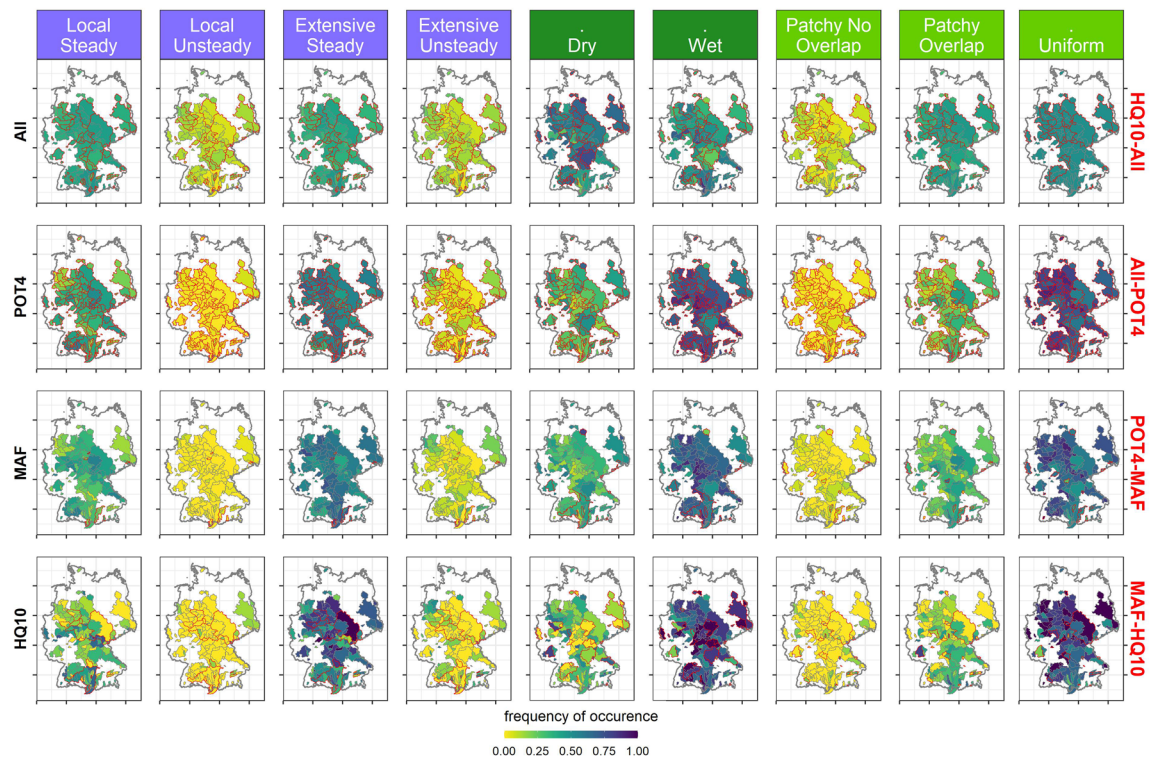 Local
Steady
Local
Unsteady
Extensive
Steady
Extensive
Unsteady
.
Dry
.
Wet
Patchy No
Overlap
Patchy
Overlap
.
Uniform
All
HQ10-All
POT4
All-POT4
MAF
POT4-MAF
HQ10
MAF-HQ10
frequency of occurence
0.00 0.25 0.50 0.75 1.00